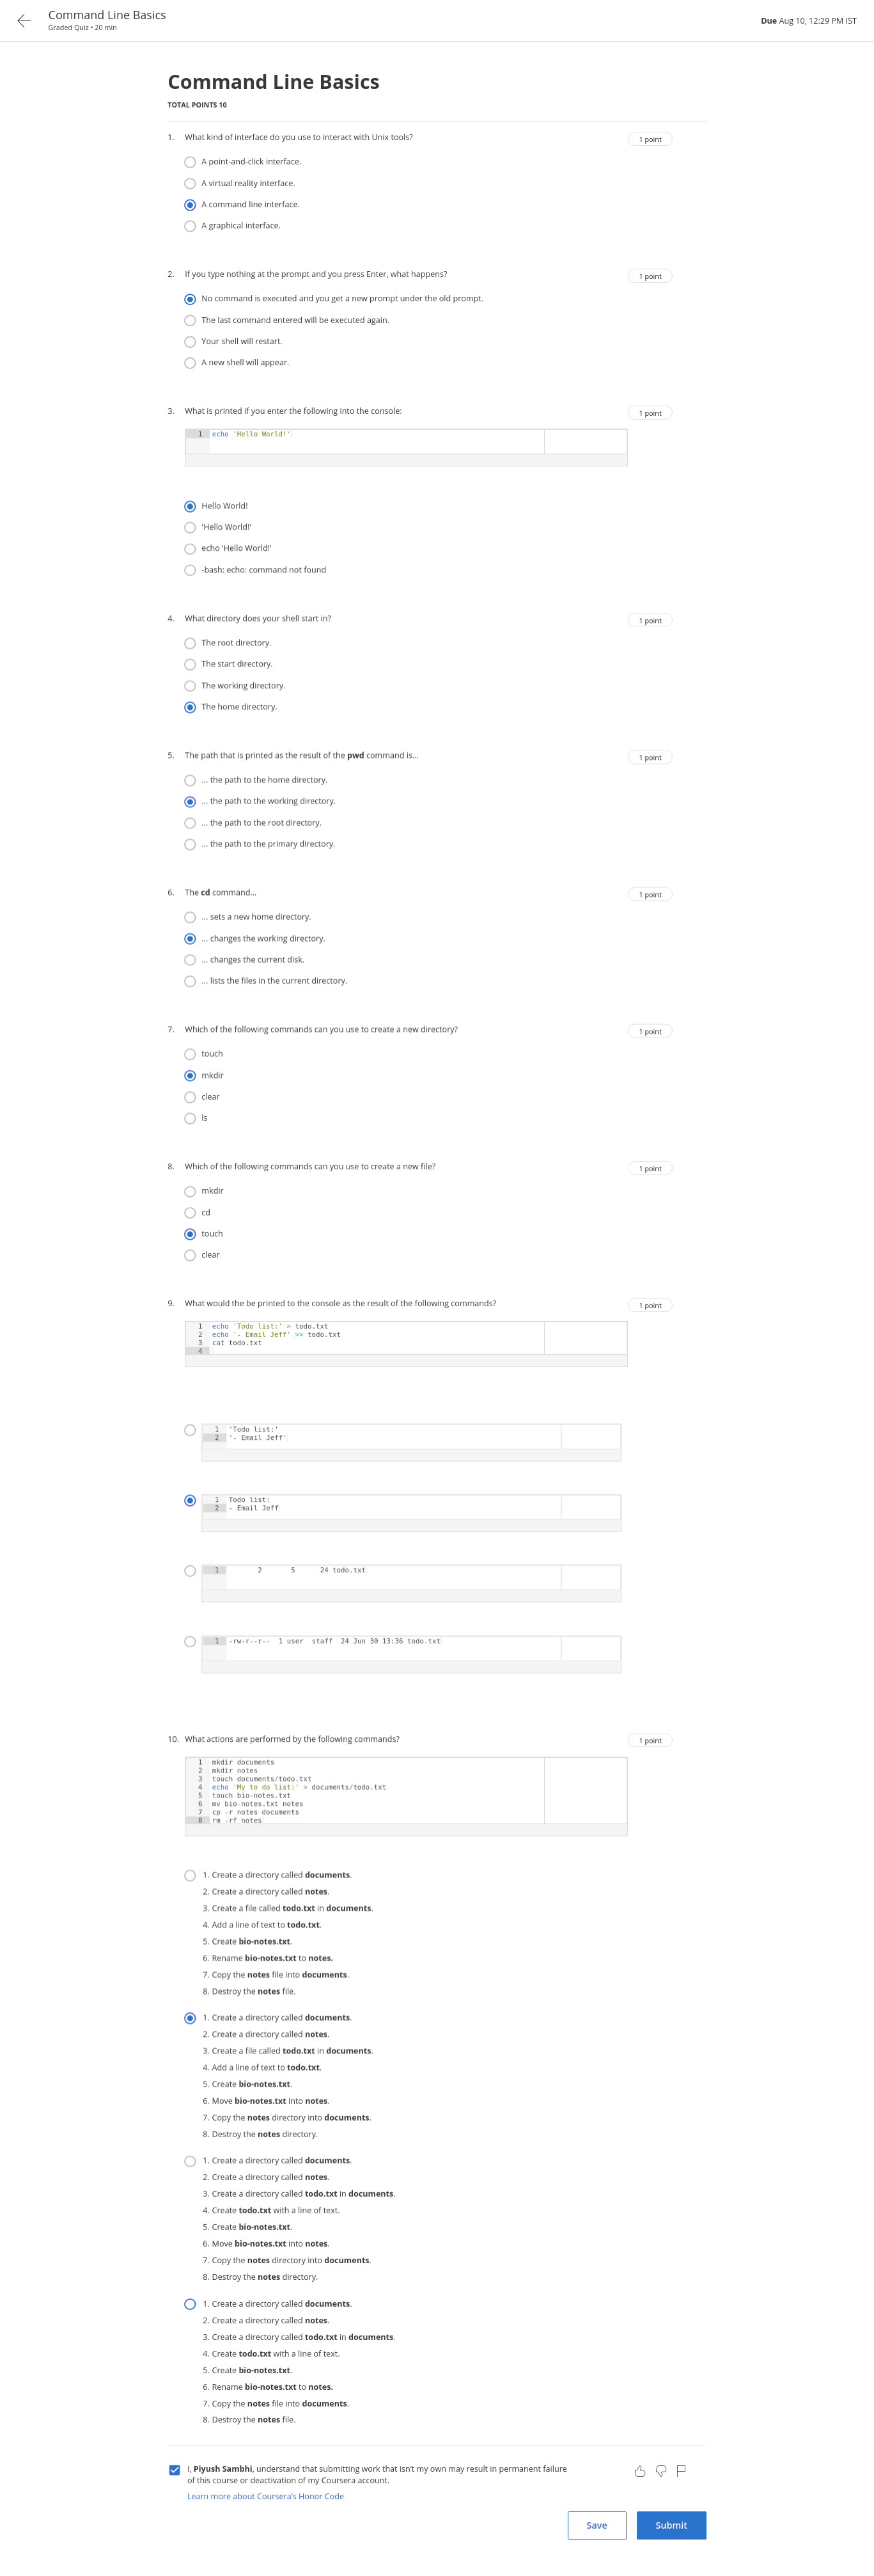 Command Line Basics
Graded Quiz • 20 min
Due Aug 10, 12:29 PM IST
Command Line Basics
TOTAL POINTS 10
1. What kind of interface do you use to interact with Unix tools?
1 point
A point-and-click interface.
A virtual reality interface.
A command line interface.
A graphical interface.
2. If you type nothing at the prompt and you press Enter, what happens?
1 point
No command is executed and you get a new prompt under the old prompt.
The last command entered will be executed again.
Your shell will restart.
A new shell will appear.
3. What is printed if you enter the following into the console:
1 point
1 echo 'Hello World!'
Hello World!
'Hello World!'
echo 'Hello World!'
-bash: echo: command not found
4. What directory does your shell start in?
1 point
The root directory.
The start directory.
The working directory.
The home directory.
5. The path that is printed as the result of the pwd command is...
1 point
... the path to the home directory.
... the path to the working directory.
... the path to the root directory.
... the path to the primary directory.
6. The cd command...
1 point
... sets a new home directory.
... changes the working directory.
... changes the current disk.
... lists the files in the current directory.
7. Which of the following commands can you use to create a new directory?
1 point
touch
mkdir
clear
ls
8. Which of the following commands can you use to create a new file?
1 point
mkdir
cd
touch
clear
9. What would the be printed to the console as the result of the following commands?
1 point
1 echo 'Todo list:' > todo.txt
2 echo '- Email Jeff' >> todo.txt
3 cat todo.txt
4
1 'Todo list:'
2 '- Email Jeff'
1 Todo list:
2 - Email Jeff
1 2 5 24 todo.txt
1 -rw-r--r-- 1 user staff 24 Jun 30 13:36 todo.txt
10. What actions are performed by the following commands?
1 point
1 mkdir documents
2 mkdir notes
3 touch documents/todo.txt
4 echo 'My to do list:' > documents/todo.txt
5 touch bio-notes.txt
6 mv bio-notes.txt notes
7 cp -r notes documents
8 rm -rf notes
1. Create a directory called documents.
2. Create a directory called notes.
3. Create a file called todo.txt in documents.
4. Add a line of text to todo.txt.
5. Create bio-notes.txt.
6. Rename bio-notes.txt to notes.
7. Copy the notes file into documents.
8. Destroy the notes file.
1. Create a directory called documents.
2. Create a directory called notes.
3. Create a file called todo.txt in documents.
4. Add a line of text to todo.txt.
5. Create bio-notes.txt.
6. Move bio-notes.txt into notes.
7. Copy the notes directory into documents.
8. Destroy the notes directory.
1. Create a directory called documents.
2. Create a directory called notes.
3. Create a directory called todo.txt in documents.
4. Create todo.txt with a line of text.
5. Create bio-notes.txt.
6. Move bio-notes.txt into notes.
7. Copy the notes directory into documents.
8. Destroy the notes directory.
1. Create a directory called documents.
2. Create a directory called notes.
3. Create a directory called todo.txt in documents.
4. Create todo.txt with a line of text.
5. Create bio-notes.txt.
6. Rename bio-notes.txt to notes.
7. Copy the notes file into documents.
8. Destroy the notes file.
I, Piyush Sambhi, understand that submitting work that isn't my own may result in permanent failure
of this course or deactivation of my Coursera account.
Learn more about Coursera's Honor Code
Save
Submit